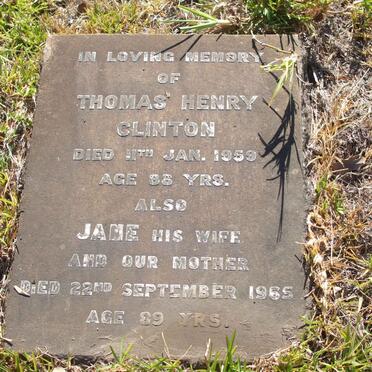 IN LOVING MEMORY
OF
THOMAS HENRY
CLINTON
DIED 11TH JAN. 1959
AGE 98 YRS.
ALSO
JANE HIS WIFE
AND OUR MOTHER
DIED 22ND SEPTEMBER 1965
AGE 89 YRS.